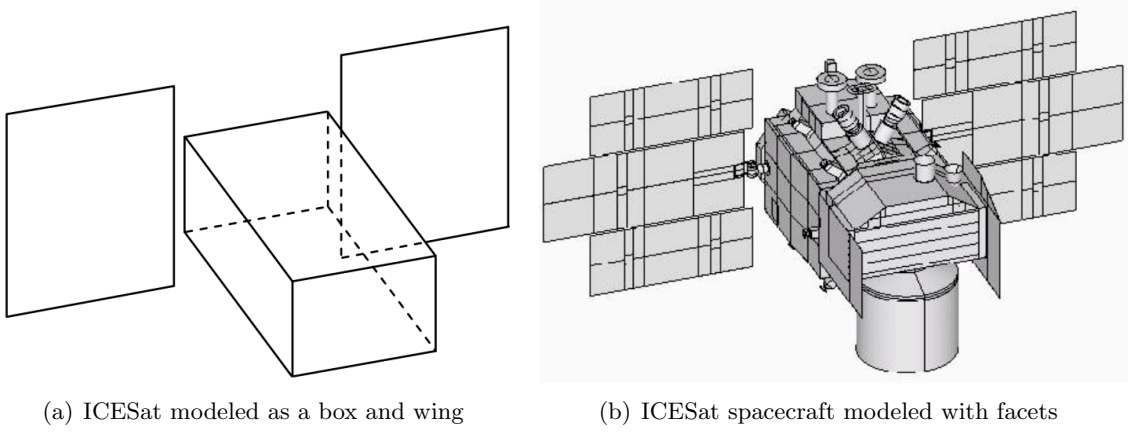 (a) ICESat modeled as a box and wing
(b) ICESat spacecraft modeled with facets